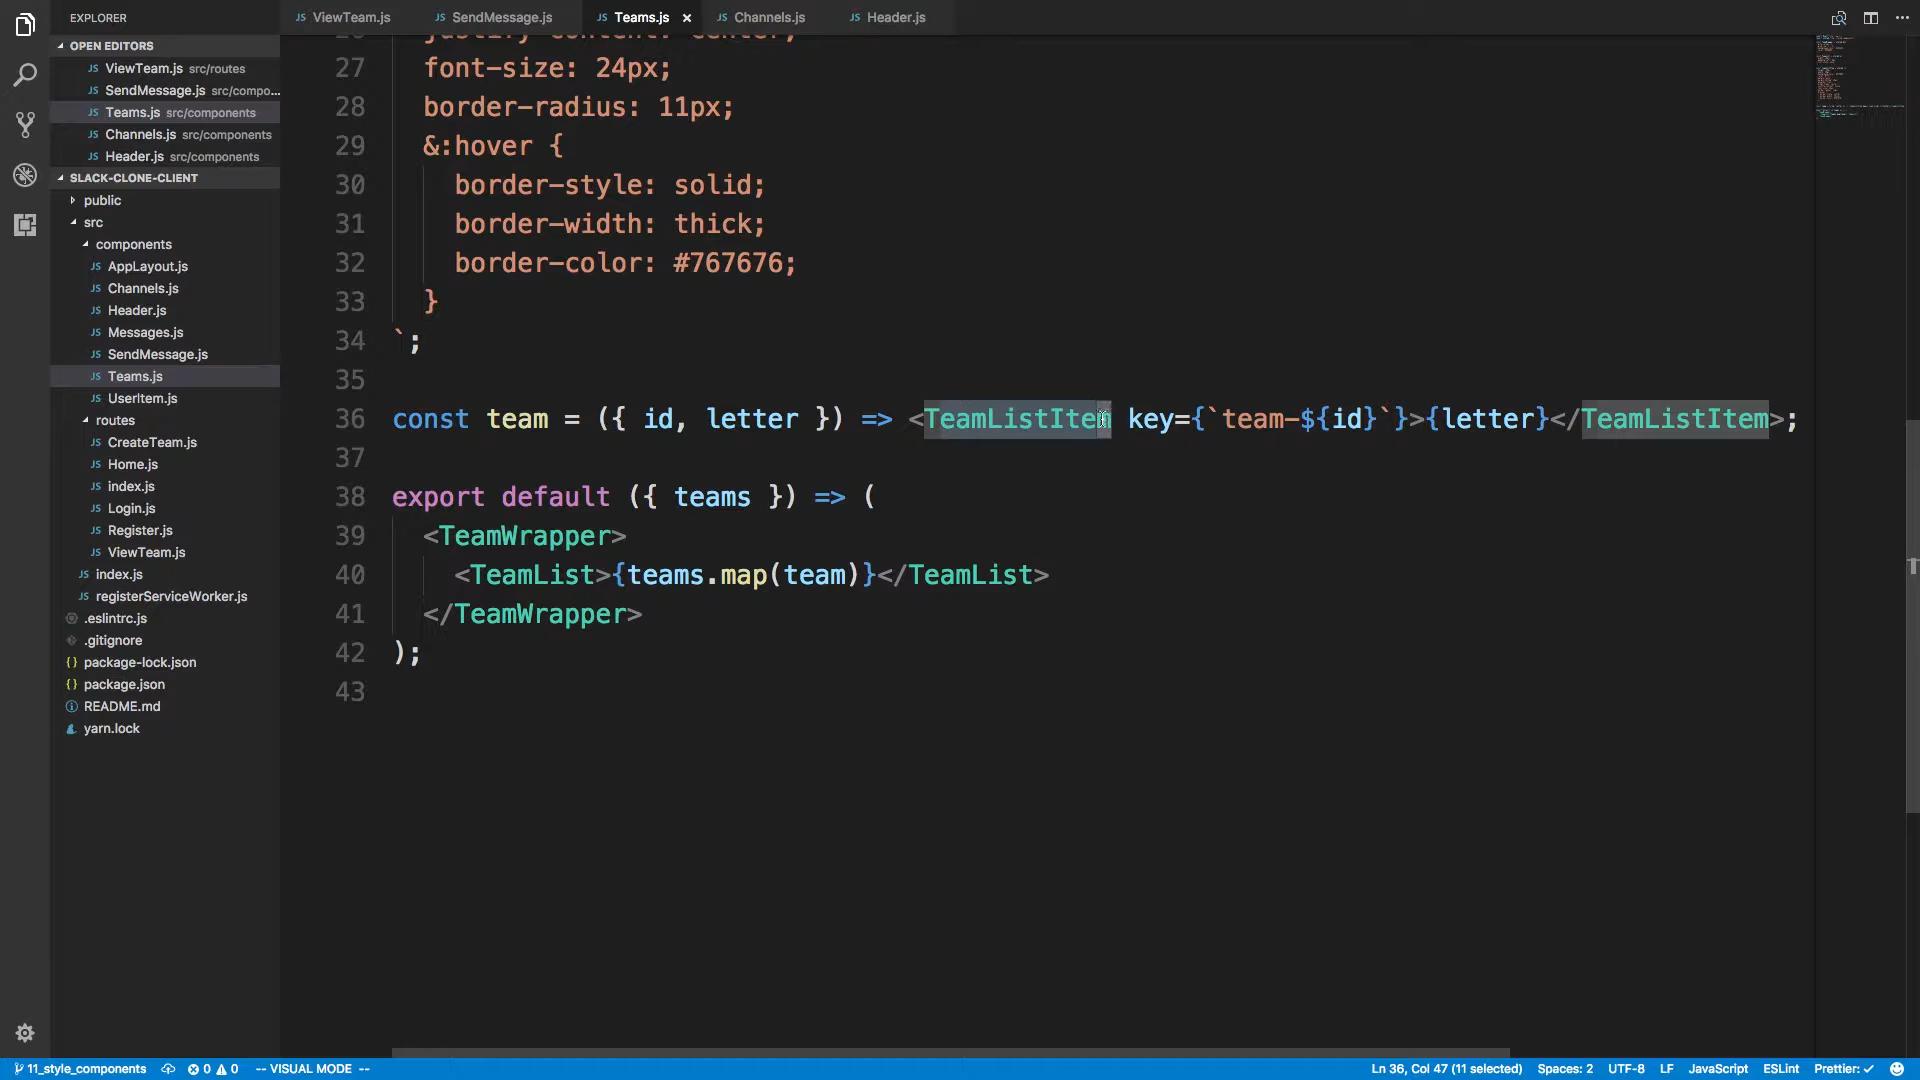 EXPLORER
OPEN EDITORS
ViewTeam.js src/routes
SendMessage.js src/compo...
Teams.js src/components
Channels.js src/components
Header.js src/components
SLACK-CLONE-CLIENT
public
src
components
AppLayout.js
Channels.js
Header.js
Messages.js
SendMessage.js
Teams.js
UserItem.js
routes
CreateTeam.js
Home.js
index.js
Login.js
Register.js
ViewTeam.js
index.js
registerServiceWorker.js
.eslintrc.js
.gitignore
package-lock.json
package.json
README.md
yarn.lock
ViewTeam.js SendMessage.js Teams.js × Channels.js Header.js
26 justify-content: center;
27 font-size: 24px;
28 border-radius: 11px;
29 &:hover {
30 border-style: solid;
31 border-width: thick;
32 border-color: #767676;
33 }
34 `;
35
36 const team = ({ id, letter }) => <TeamListItem key={`team-${id}`}>{letter}</TeamListItem>;
37
38 export default ({ teams }) => (
39 <TeamWrapper>
40 <TeamList>{teams.map(team)}</TeamList>
41 </TeamWrapper>
42 );
43
11_style_components 0 0 -- VISUAL MODE -- Ln 36, Col 47 (11 selected) Spaces: 2 UTF-8 LF JavaScript ESLint Prettier: ✓